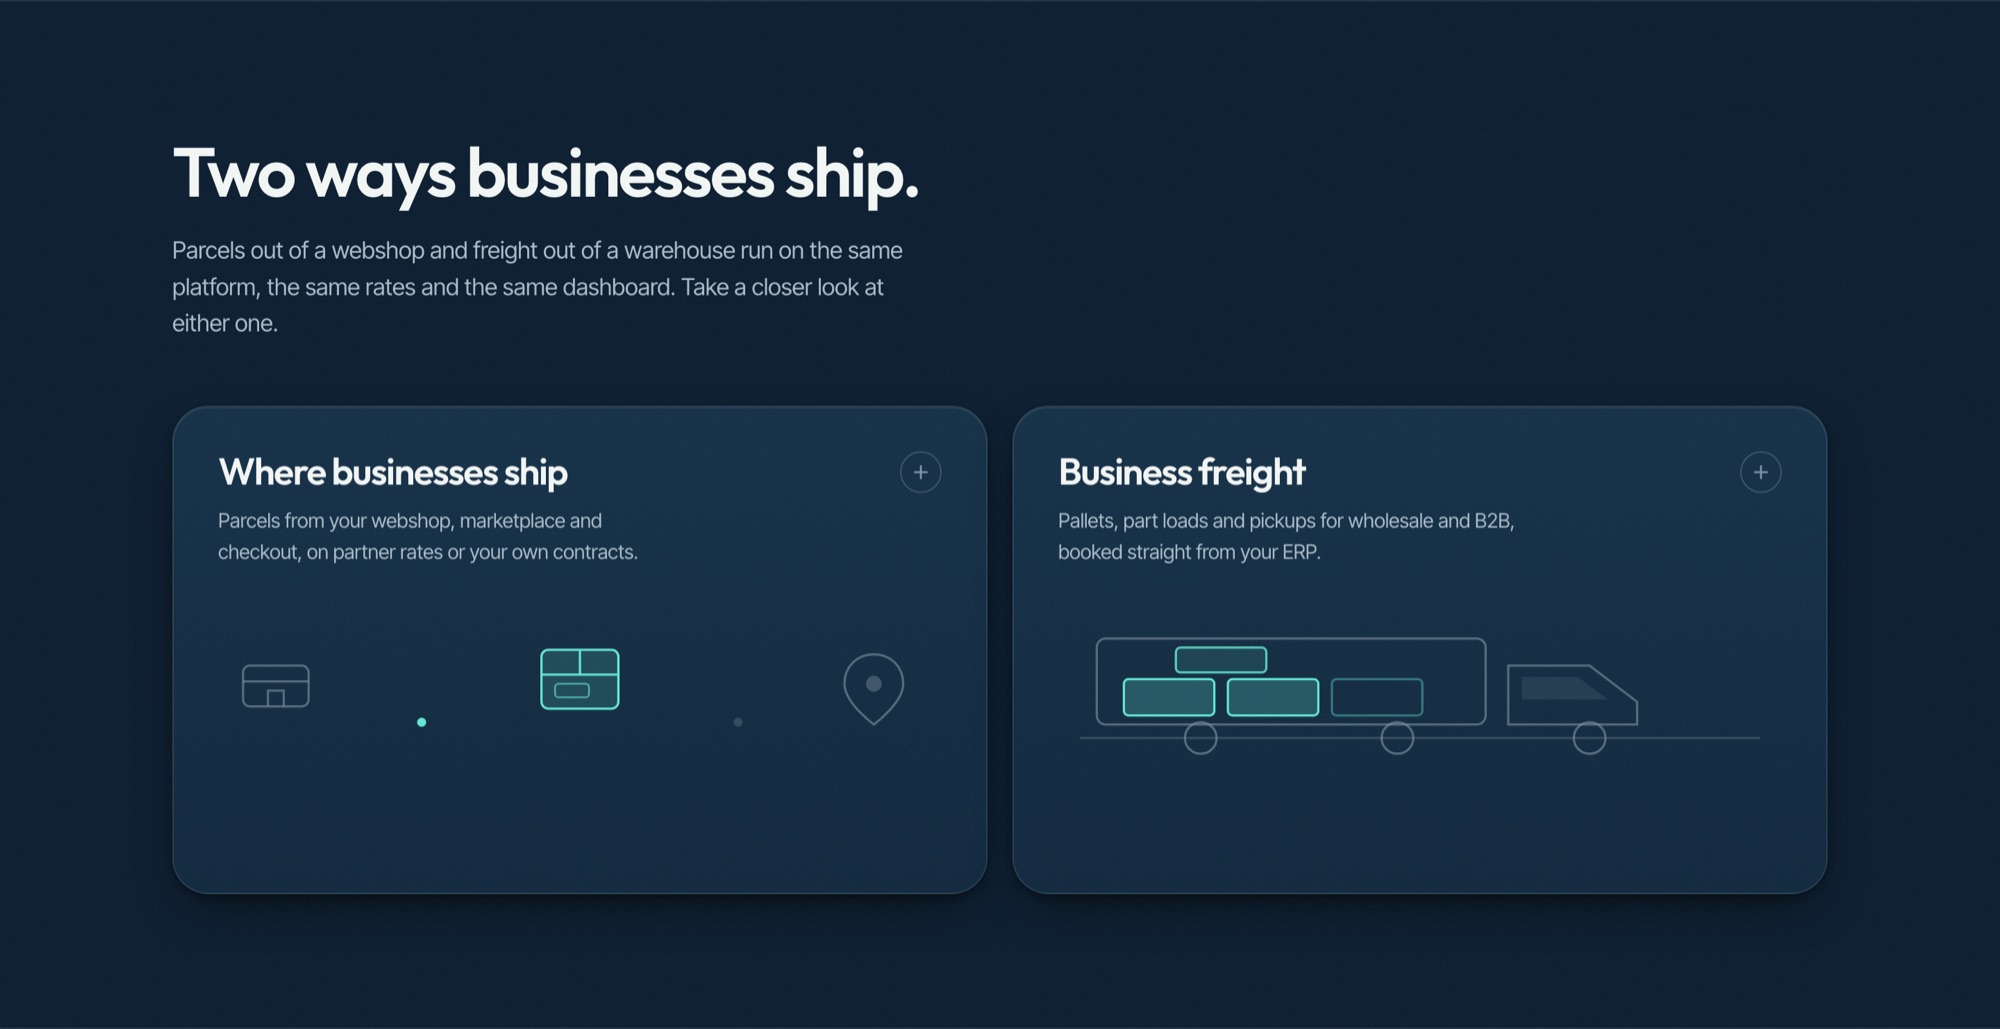 Two ways businesses ship.
Parcels out of a webshop and freight out of a warehouse run on the same
platform, the same rates and the same dashboard. Take a closer look at
either one.
Where businesses ship
Parcels from your webshop, marketplace and
checkout, on partner rates or your own contracts.
Business freight
Pallets, part loads and pickups for wholesale and B2B,
booked straight from your ERP.